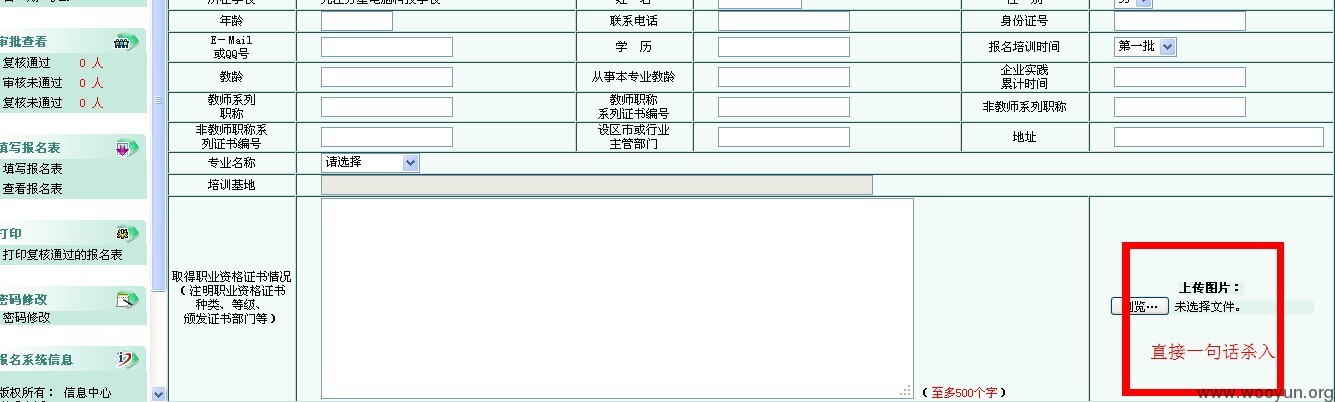 审批查看
复核通过 0 人
审核未通过 0 人
复核未通过 0 人
填写报名表
填写报名表
查看报名表
打印
打印复核通过的报名表
密码修改
密码修改
报名系统信息
版权所有： 信息中心
姓 名
性 别
年龄
联系电话
身份证号
E-Mail
或QQ号
学 历
报名培训时间
第一批
教龄
从事本专业教龄
企业实践
累计时间
教师系列
职称
教师职称
系列证书编号
非教师系列职称
非教师职称系
列证书编号
设区市或行业
主管部门
地址
专业名称
请选择
培训基地
取得职业资格证书情况
（注明职业资格证书
种类、等级、
颁发证书部门等）
（至多500个字）
上传图片：
浏览… 未选择文件。
直接一句话杀入
www.wooyun.org